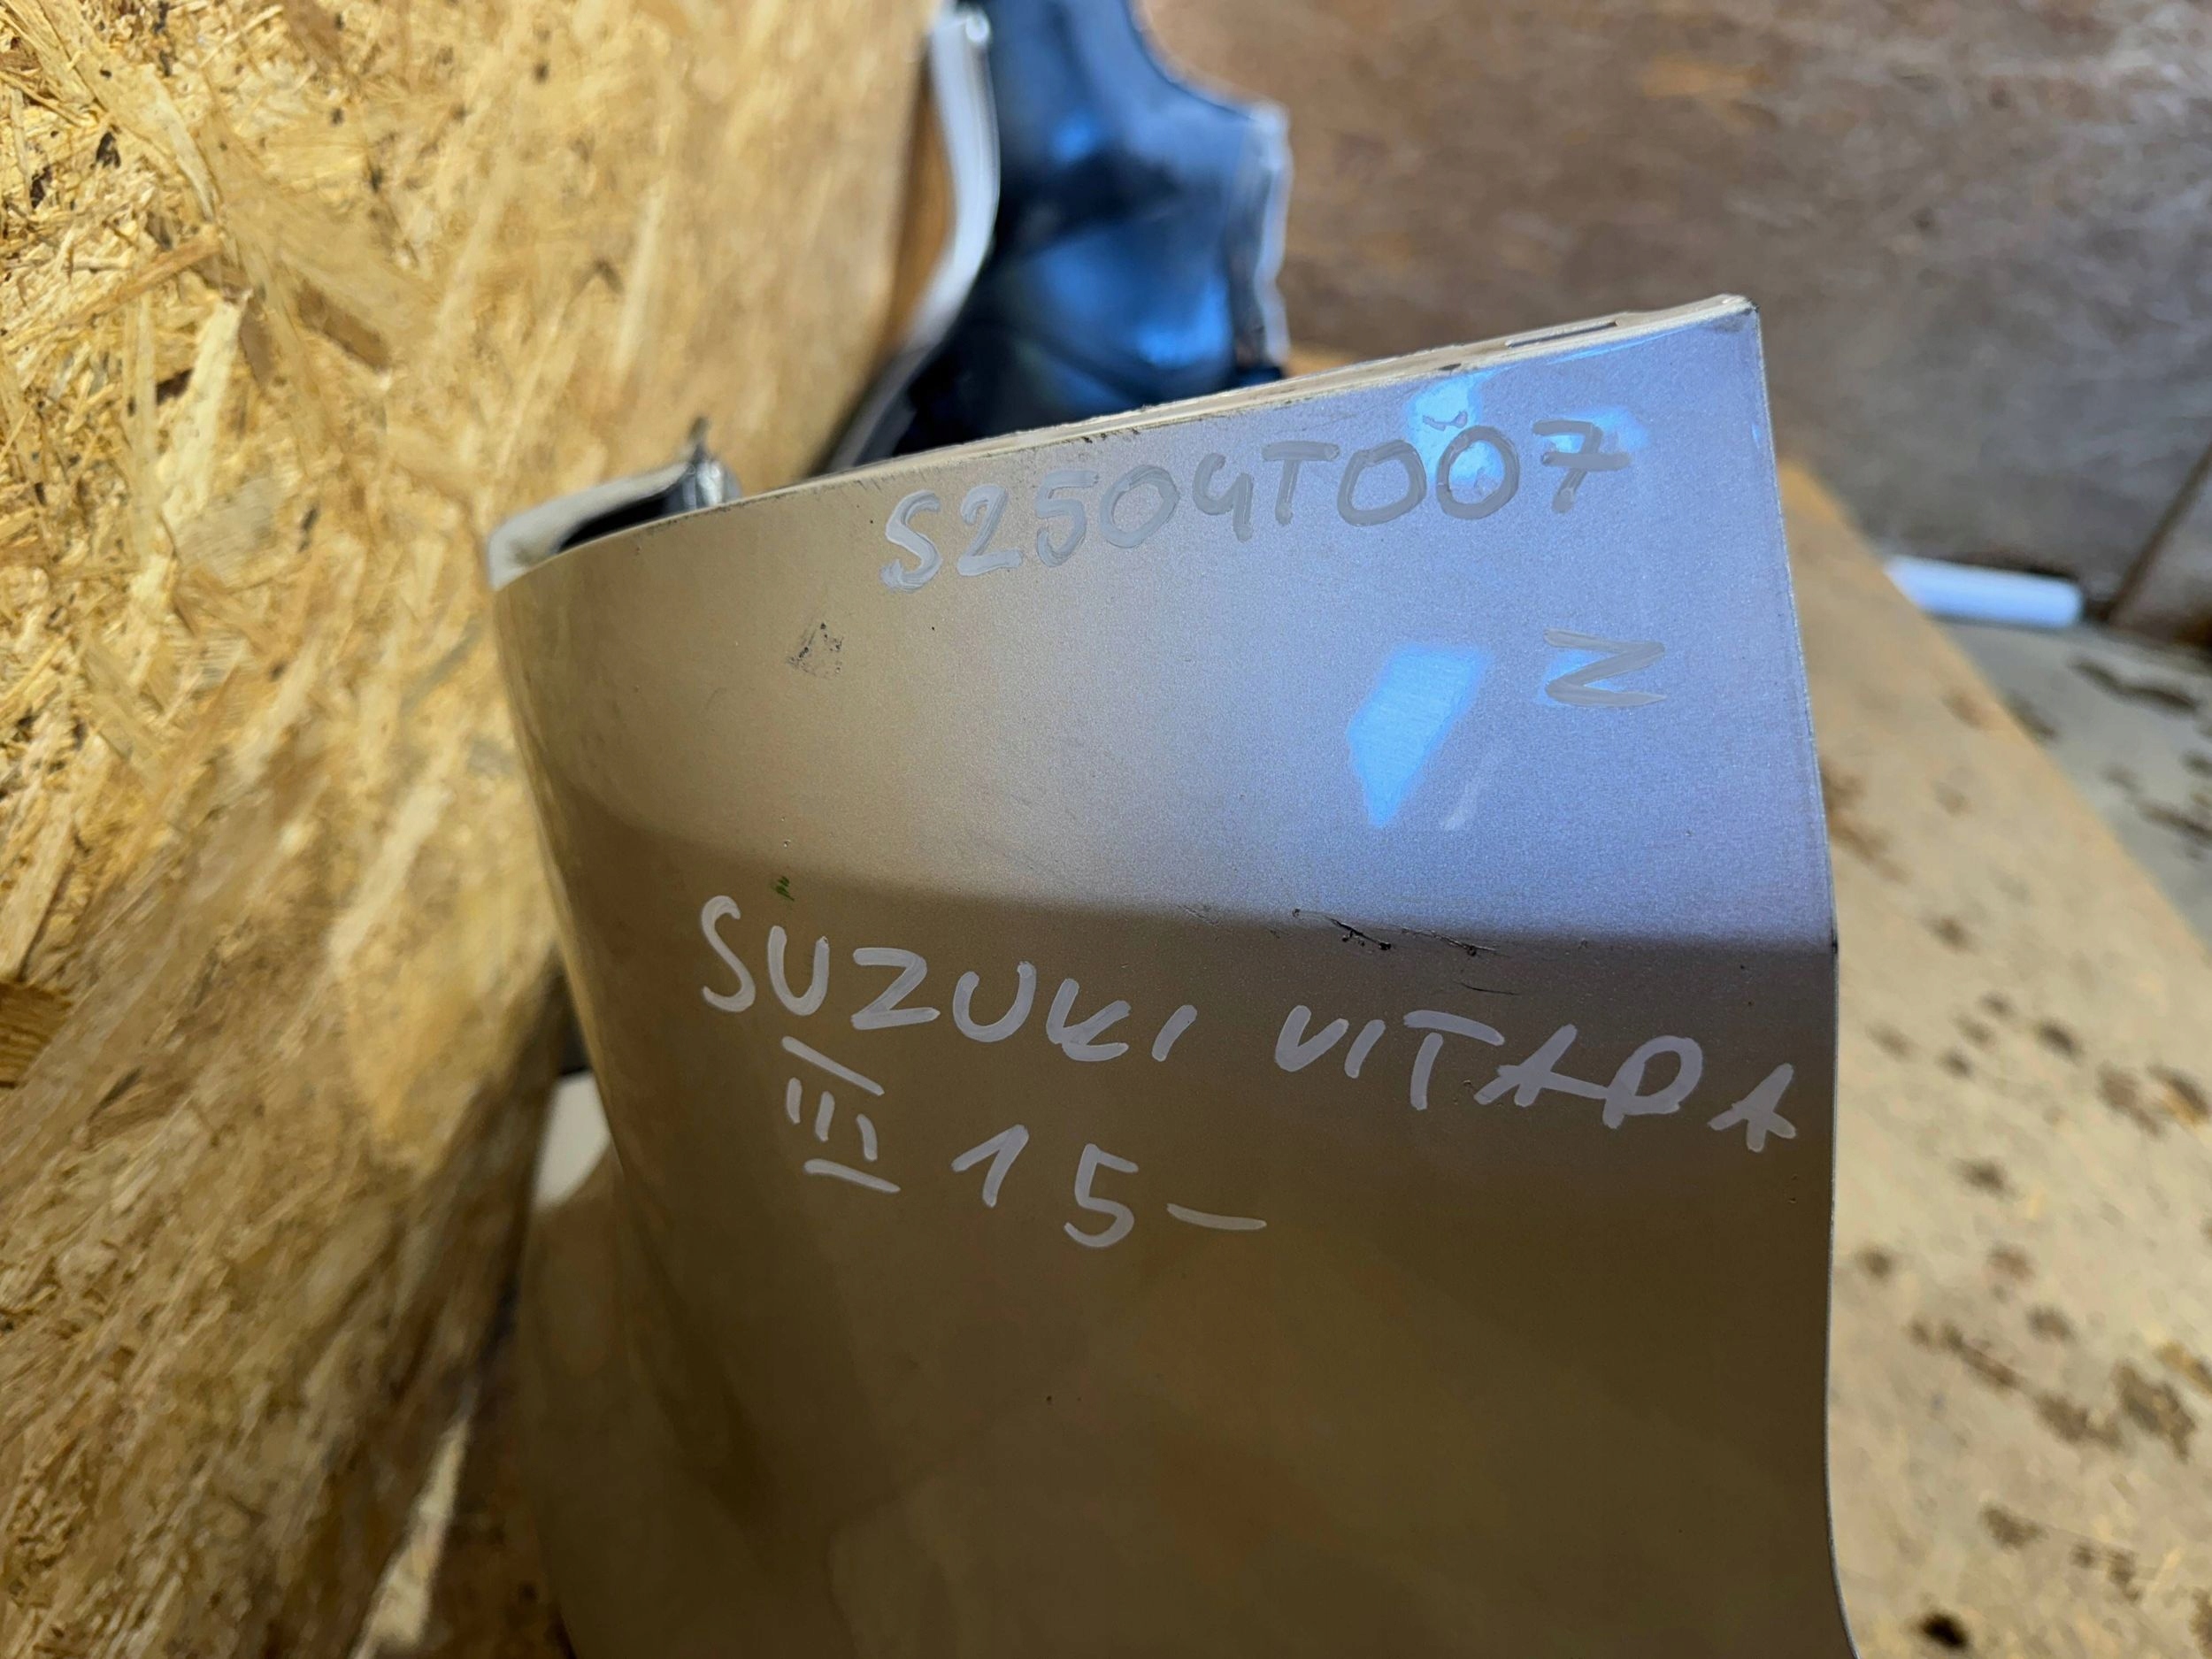 S2504T007
N
SUZUKI VITARA
III 15-